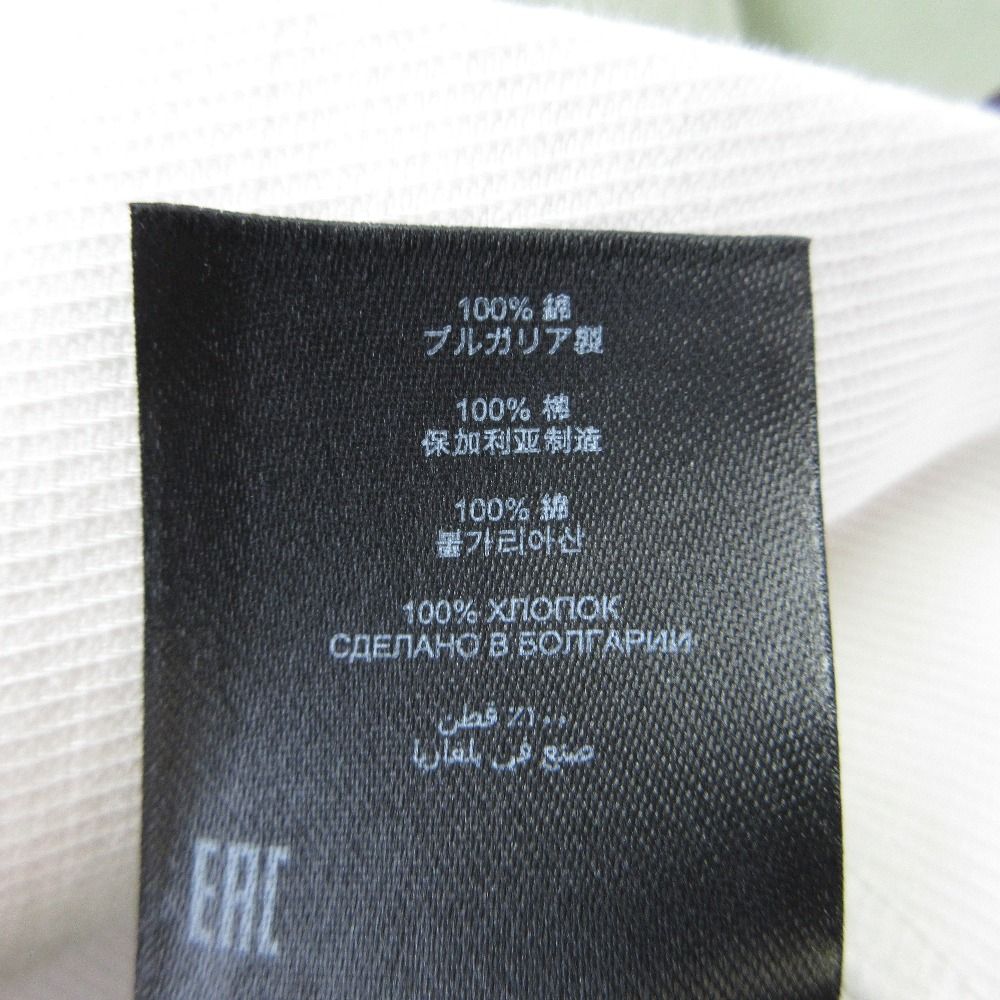 100% 綿
ブルガリア製
100% 棉
保加利亚制造
100% 綿
불가리아산
100% ХЛОПОК
СДЕЛАНО В БОЛГАРИИ
١٠٠٪ قطن
صنع في بلغاريا
EAC